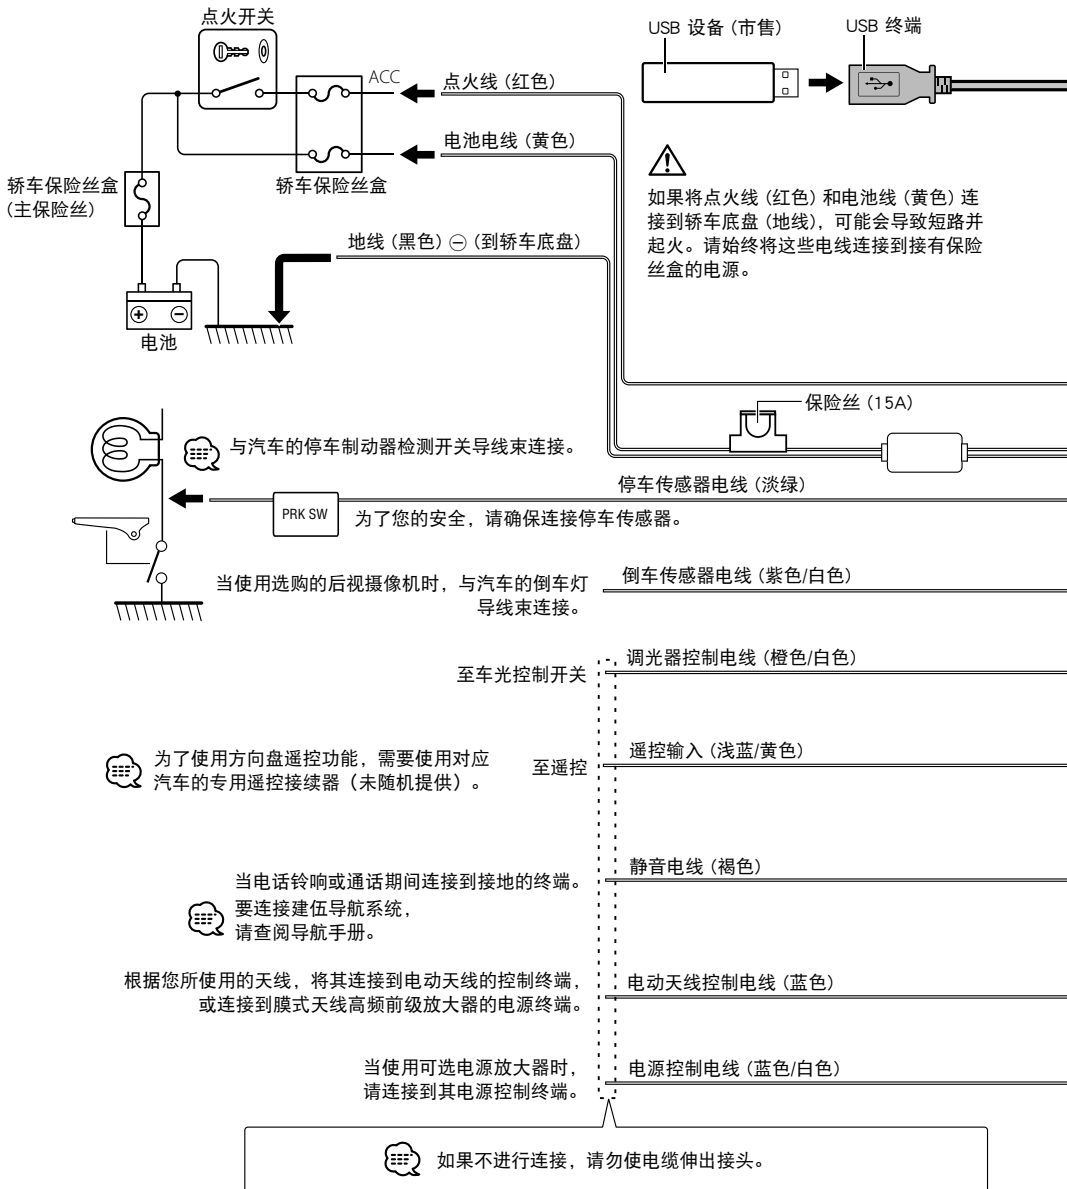 点火开关
ACC
点火线 (红色)
电池电线 (黄色)
轿车保险丝盒
(主保险丝)
轿车保险丝盒
地线 (黑色) ⊖ (到轿车底盘)
电池
USB 设备 (市售)
USB 终端
如果将点火线 (红色) 和电池线 (黄色) 连
接到轿车底盘 (地线)，可能会导致短路并
起火。请始终将这些电线连接到接有保险
丝盒的电源。
保险丝 (15A)
与汽车的停车制动器检测开关导线束连接。
停车传感器电线 (淡绿)
PRK SW
为了您的安全，请确保连接停车传感器。
当使用选购的后视摄像机时，与汽车的倒车灯
导线束连接。
倒车传感器电线 (紫色/白色)
至车光控制开关
调光器控制电线 (橙色/白色)
为了使用方向盘遥控功能，需要使用对应
汽车的专用遥控接续器（未随机提供）。
至遥控
遥控输入 (浅蓝/黄色)
静音电线 (褐色)
当电话铃响或通话期间连接到接地的终端。
要连接建伍导航系统，
请查阅导航手册。
根据您所使用的天线，将其连接到电动天线的控制终端，
或连接到膜式天线高频前级放大器的电源终端。
电动天线控制电线 (蓝色)
当使用可选电源放大器时，
请连接到其电源控制终端。
电源控制电线 (蓝色/白色)
如果不进行连接，请勿使电缆伸出接头。